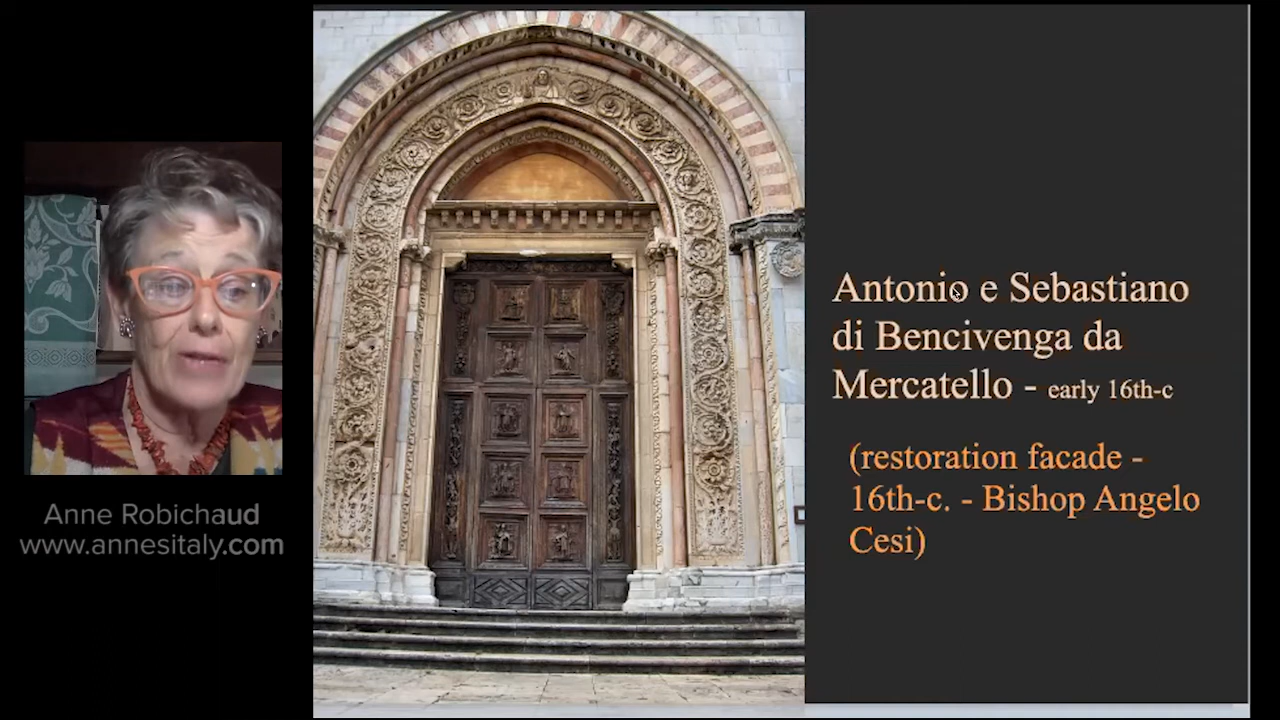 Antonio e Sebastiano
di Bencivenga da
Mercatello - early 16th-c
(restoration facade -
16th-c. - Bishop Angelo
Cesi)
Anne Robichaud
www.annesitaly.com